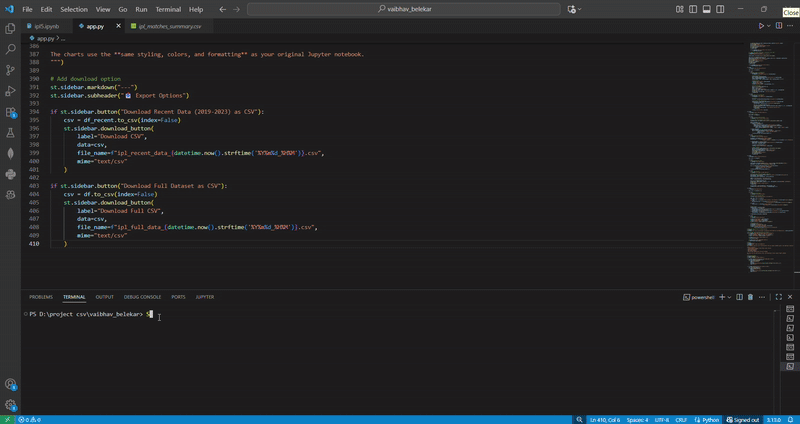 File Edit Selection View Go Run Terminal Help
vaibhav_belekar
Close
ipl5.ipynb app.py ipl_matches_summary.csv
app.py > ...
386
387 The charts use the **same styling, colors, and formatting** as your original Jupyter notebook.
388 """)
389
390 # Add download option
391 st.sidebar.markdown("---")
392 st.sidebar.subheader("💾 Export Options")
393
394 if st.sidebar.button("Download Recent Data (2019-2023) as CSV"):
395 csv = df_recent.to_csv(index=False)
396 st.sidebar.download_button(
397 label="Download CSV",
398 data=csv,
399 file_name=f"ipl_recent_data_{datetime.now().strftime('%Y%m%d_%H%M')}.csv",
400 mime="text/csv"
401 )
402
403 if st.sidebar.button("Download Full Dataset as CSV"):
404 csv = df.to_csv(index=False)
405 st.sidebar.download_button(
406 label="Download Full CSV",
407 data=csv,
408 file_name=f"ipl_full_data_{datetime.now().strftime('%Y%m%d_%H%M')}.csv",
409 mime="text/csv"
410 )
PROBLEMS TERMINAL OUTPUT DEBUG CONSOLE PORTS JUPYTER
powershell
PS D:\project csv\vaibhav_belekar>
0 0
Ln 410, Col 6 Spaces: 4 UTF-8 CRLF Python Signed out 3.13.0